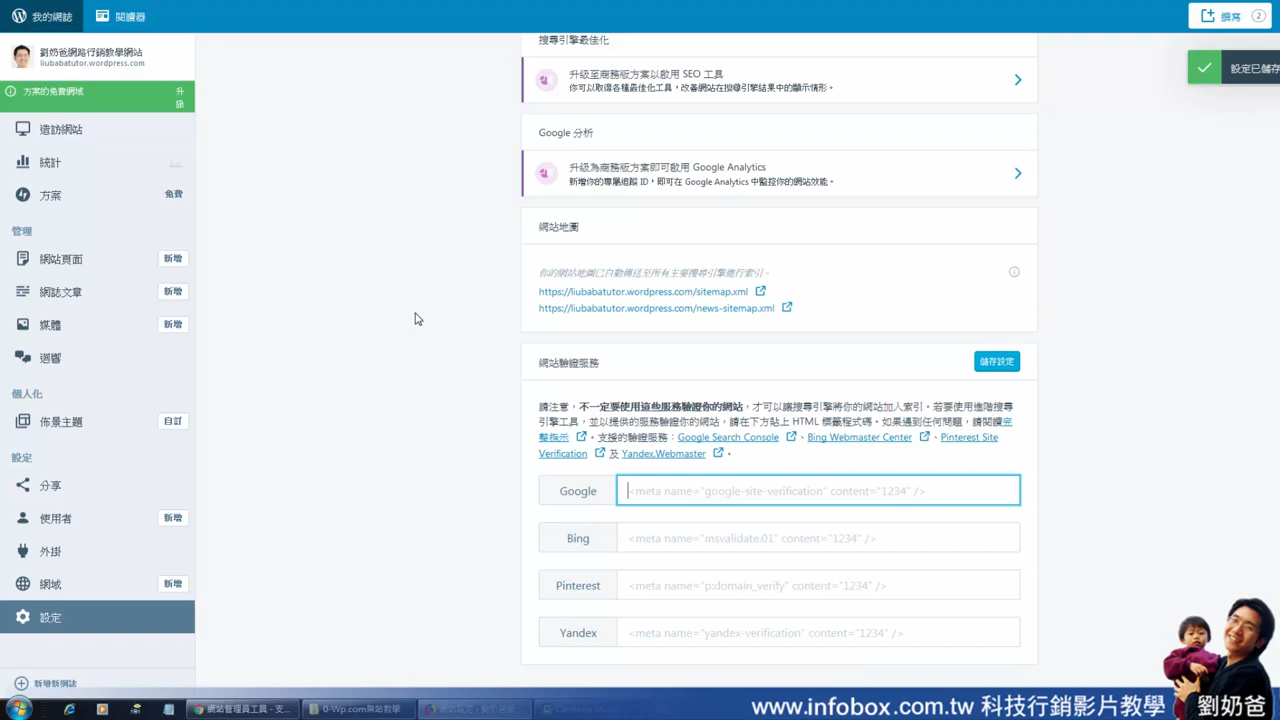 我的網誌
閱讀器
撰寫
2
劉奶爸網路行銷教學網站
liubabatutor.wordpress.com
方案的免費網域
升級
造訪網站
統計
方案
免費
管理
網站頁面
新增
網誌文章
新增
媒體
新增
迴響
個人化
佈景主題
自訂
設定
分享
使用者
新增
外掛
網域
新增
設定
新增新網誌
搜尋引擎最佳化
升級至商務版方案以啟用 SEO 工具
你可以取得各種最佳化工具，改善網站在搜尋引擎結果中的顯示情形。
Google 分析
升級為商務版方案即可啟用 Google Analytics
新增你的專屬追蹤 ID，即可在 Google Analytics 中監控你的網站效能。
網站地圖
你的網站地圖已自動傳送至所有主要搜尋引擎進行索引。
https://liubabatutor.wordpress.com/sitemap.xml
https://liubabatutor.wordpress.com/news-sitemap.xml
網站驗證服務
儲存設定
請注意，不一定要使用這些服務驗證你的網站，才可以讓搜尋引擎將你的網站加入索引。若要使用進階搜尋
引擎工具，並以提供的服務驗證你的網站，請在下方貼上 HTML 標籤程式碼。如果遇到任何問題，請閱讀完
整指示 。支援的驗證服務：Google Search Console 、Bing Webmaster Center 、Pinterest Site
Verification 及 Yandex.Webmaster 。
Google
<meta name="google-site-verification" content="1234" />
Bing
<meta name="msvalidate.01" content="1234" />
Pinterest
<meta name="p:domain_verify" content="1234" />
Yandex
<meta name="yandex-verification" content="1234" />
設定已儲存
網站管理員工具 - 支...
0-Wp.com架站教學
www.infobox.com.tw 科技行銷影片教學
劉奶爸